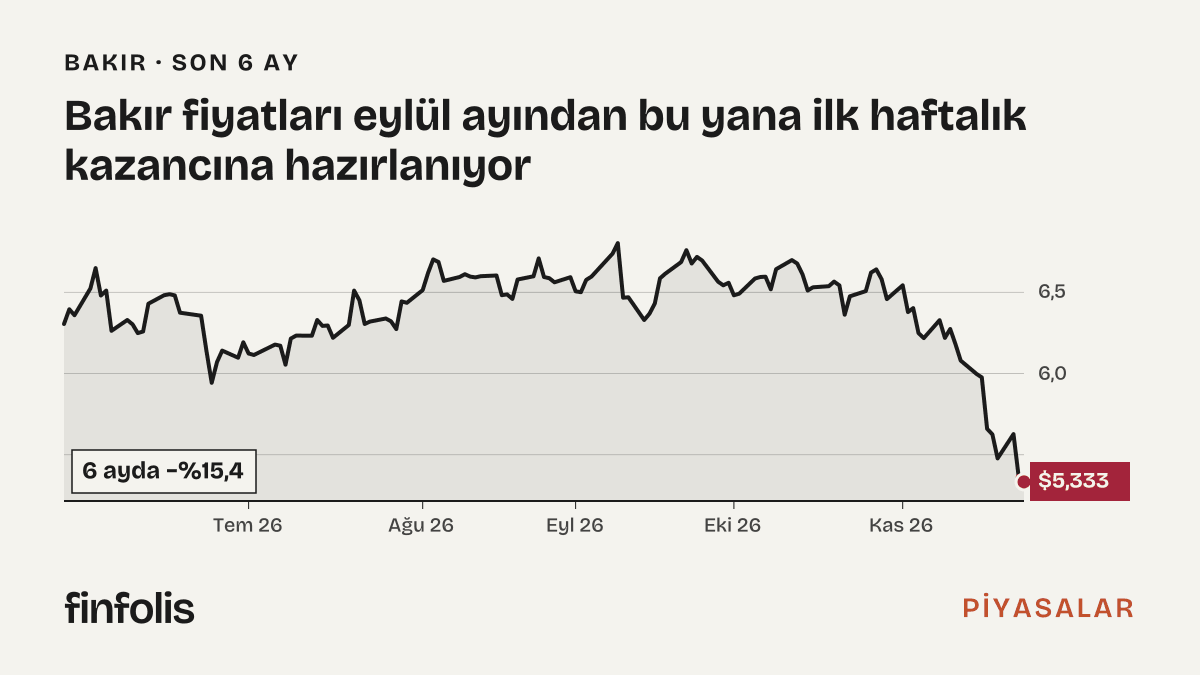 BAKIR · SON 6 AY
Bakır fiyatları eylül ayından bu yana ilk haftalık
kazancına hazırlanıyor
6,5
6,0
6 ayda -%15,4
$5,333
Tem 26
Ağu 26
Eyl 26
Eki 26
Kas 26
finfolis
PİYASALAR